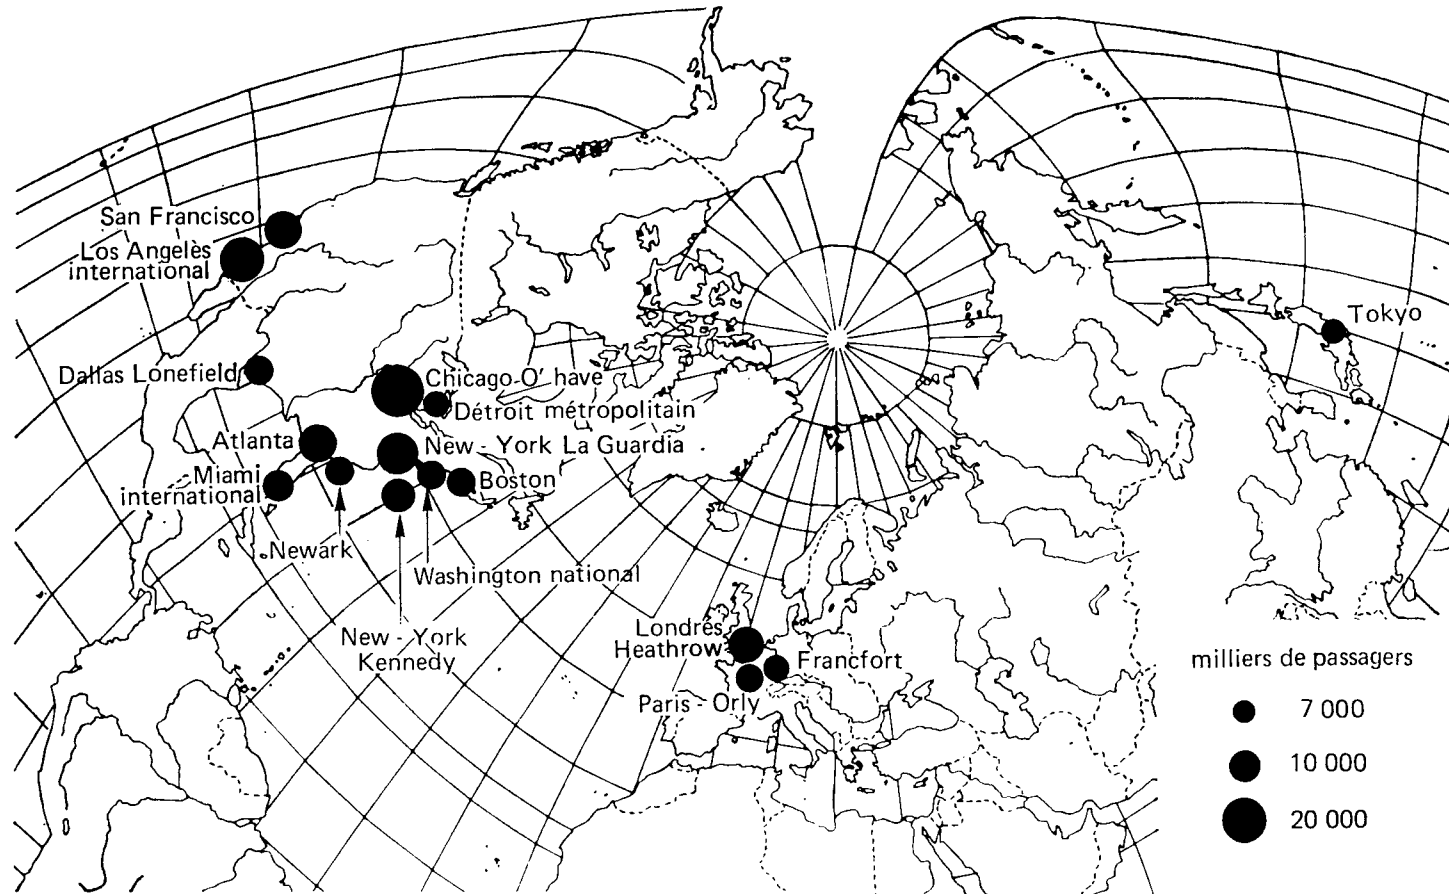 San Francisco
Los Angelès
international
Tokyo
Dallas Lonefield
Chicago O' have
Détroit métropolitain
Atlanta
New - York La Guardia
Miami
international
Boston
Newark
Washington national
New - York
Kennedy
Londres
Heathrow
Francfort
Paris - Orly
milliers de passagers
7 000
10 000
20 000